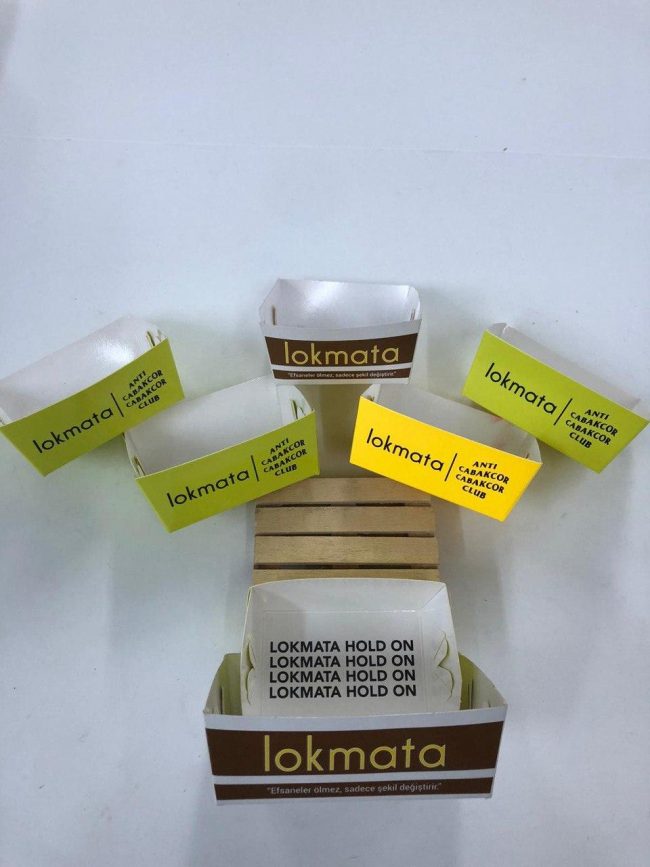 lokmata
"Efsaneler ölmez, sadece şekil değiştirir."
lokmata
ANTI
CABAKCOR
CABAKCOR
CLUB
lokmata
ANTI
CABAKCOR
CABAKCOR
CLUB
lokmata
ANTI
CABAKCOR
CABAKCOR
CLUB
lokmata
ANTI
CABAKCOR
CABAKCOR
CLUB
LOKMATA HOLD ON
LOKMATA HOLD ON
LOKMATA HOLD ON
LOKMATA HOLD ON
lokmata
"Efsaneler ölmez, sadece şekil değiştirir."